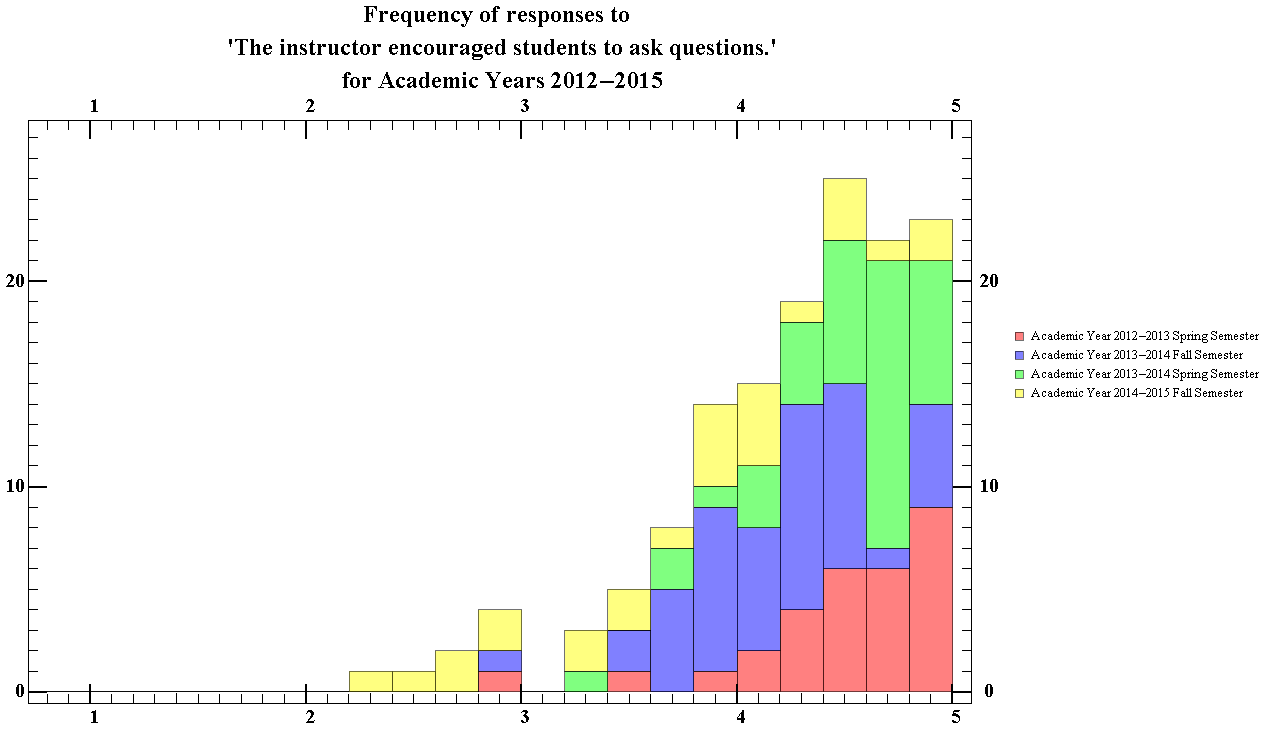 Frequency of responses to
'The instructor encouraged students to ask questions.'
for Academic Years 2012–2015
1 2 3 4 5
20 20
Academic Year 2012–2013 Spring Semester
Academic Year 2013–2014 Fall Semester
Academic Year 2013–2014 Spring Semester
Academic Year 2014–2015 Fall Semester
10 10
0 0
1 2 3 4 5